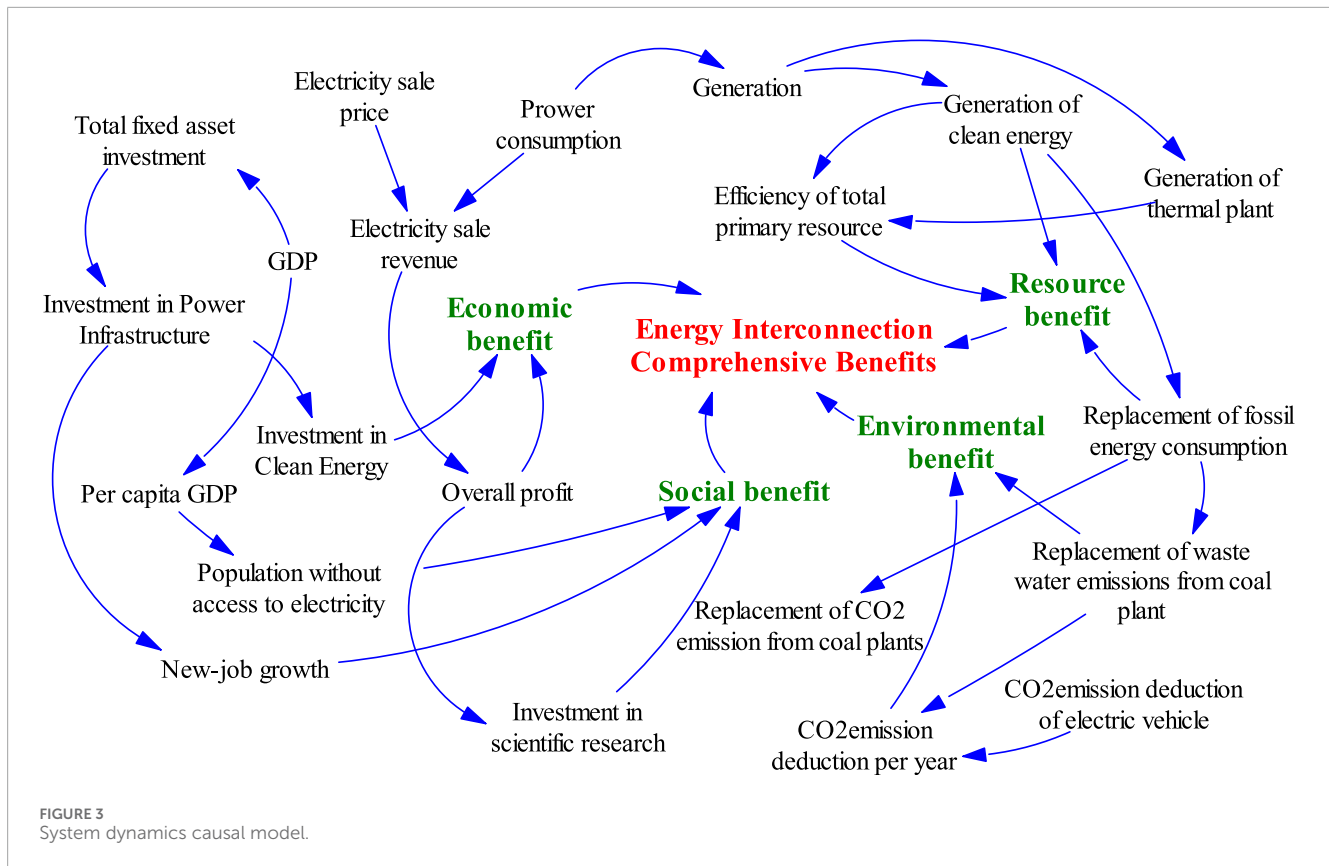 Electricity sale
price
Prower
consumption
Generation
Generation of
clean energy
Total fixed asset
investment
Efficiency of total
primary resource
Generation of
thermal plant
Electricity sale
revenue
GDP
Investment in Power
Infrastructure
Economic
benefit
Energy Interconnection
Comprehensive Benefits
Resource
benefit
Investment in
Clean Energy
Environmental
benefit
Replacement of fossil
energy consumption
Per capita GDP
Overall profit
Social benefit
Population without
access to electricity
Replacement of CO2
emission from coal plants
Replacement of waste
water emissions from coal
plant
New-job growth
Investment in
scientific research
CO2emission
deduction per year
CO2emission deduction
of electric vehicle
FIGURE 3
System dynamics causal model.